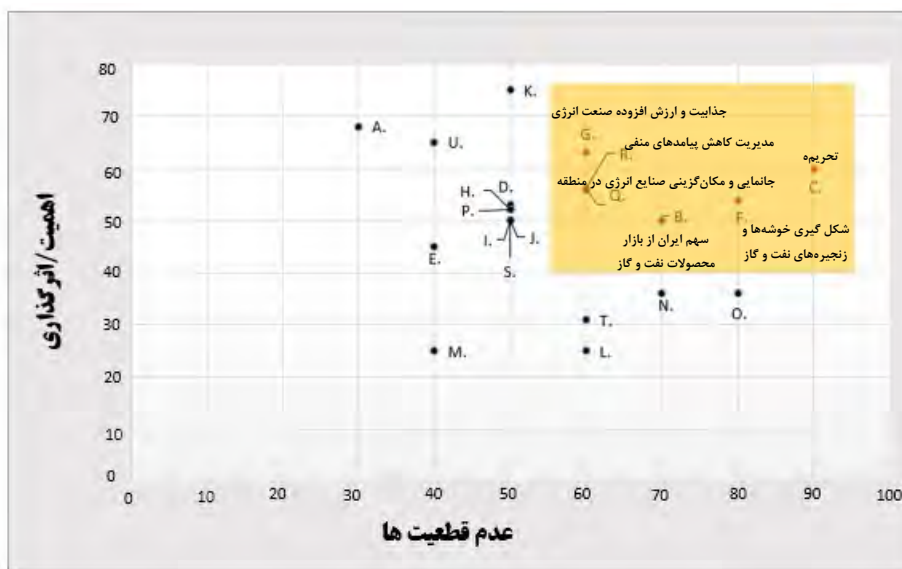 80
70
60
50
40
30
20
10
0
اهمیت/اثرگذاری
K.
A.
U.
جذابیت و ارزش افزوده صنعت انرژی
G.
مدیریت کاهش پیامدهای منفی
R.
تحریم‌ه
H.
D.
P.
جانمایی و مکان‌گزینی صنایع انرژی در منطقه
Q.
C.
I.
J.
B.
F.
شکل گیری خوشه‌ها و
زنجیره‌های نفت و گاز
E.
S.
سهم ایران از بازار
محصولات نفت و گاز
N.
O.
T.
M.
L.
0 10 20 30 40 50 60 70 80 90 100
عدم قطعیت ها